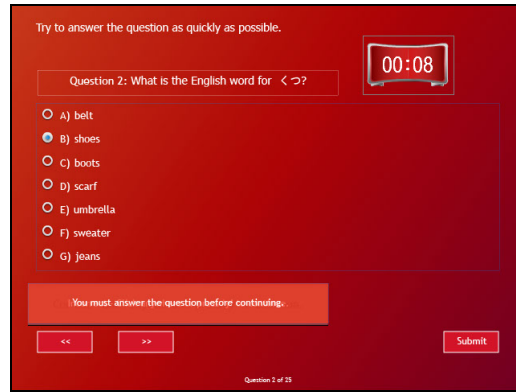 Try to answer the question as quickly as possible.
00:08
Question 2: What is the English word for くつ?
A) belt
B) shoes
C) boots
D) scarf
E) umbrella
F) sweater
G) jeans
You must answer the question before continuing.
<<
>>
Submit
Question 2 of 25